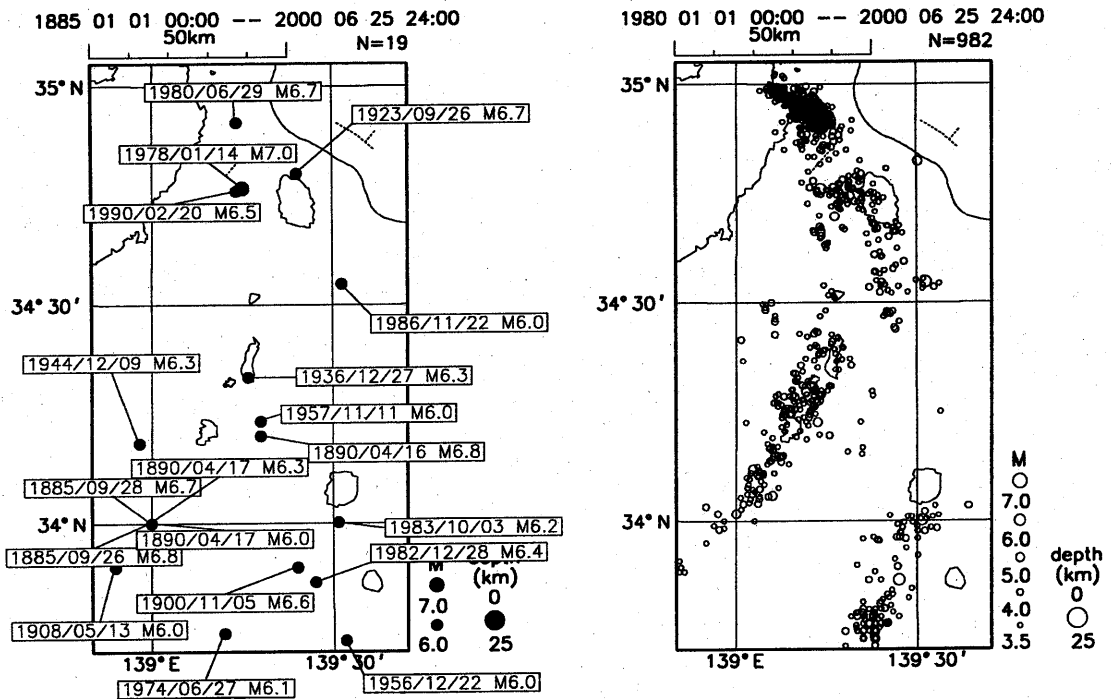 1885 01 01 00:00 -- 2000 06 25 24:00
50km
N=19
35° N
1980/06/29 M6.7
1923/09/26 M6.7
1978/01/14 M7.0
1990/02/20 M6.5
34° 30'
1986/11/22 M6.0
1944/12/09 M6.3
1936/12/27 M6.3
1957/11/11 M6.0
1890/04/16 M6.8
1890/04/17 M6.3
1885/09/28 M6.7
34° N
1983/10/03 M6.2
1890/04/17 M6.0
1982/12/28 M6.4
1885/09/26 M6.8
1900/11/05 M6.6
1908/05/13 M6.0
1974/06/27 M6.1
1956/12/22 M6.0
139° E
139° 30'
M
7.0
6.0
(km)
0
25
1980 01 01 00:00 -- 2000 06 25 24:00
50km
N=982
35° N
34° 30'
34° N
139° E
139° 30'
M
7.0
6.0
5.0
4.0
3.5
depth
(km)
0
25